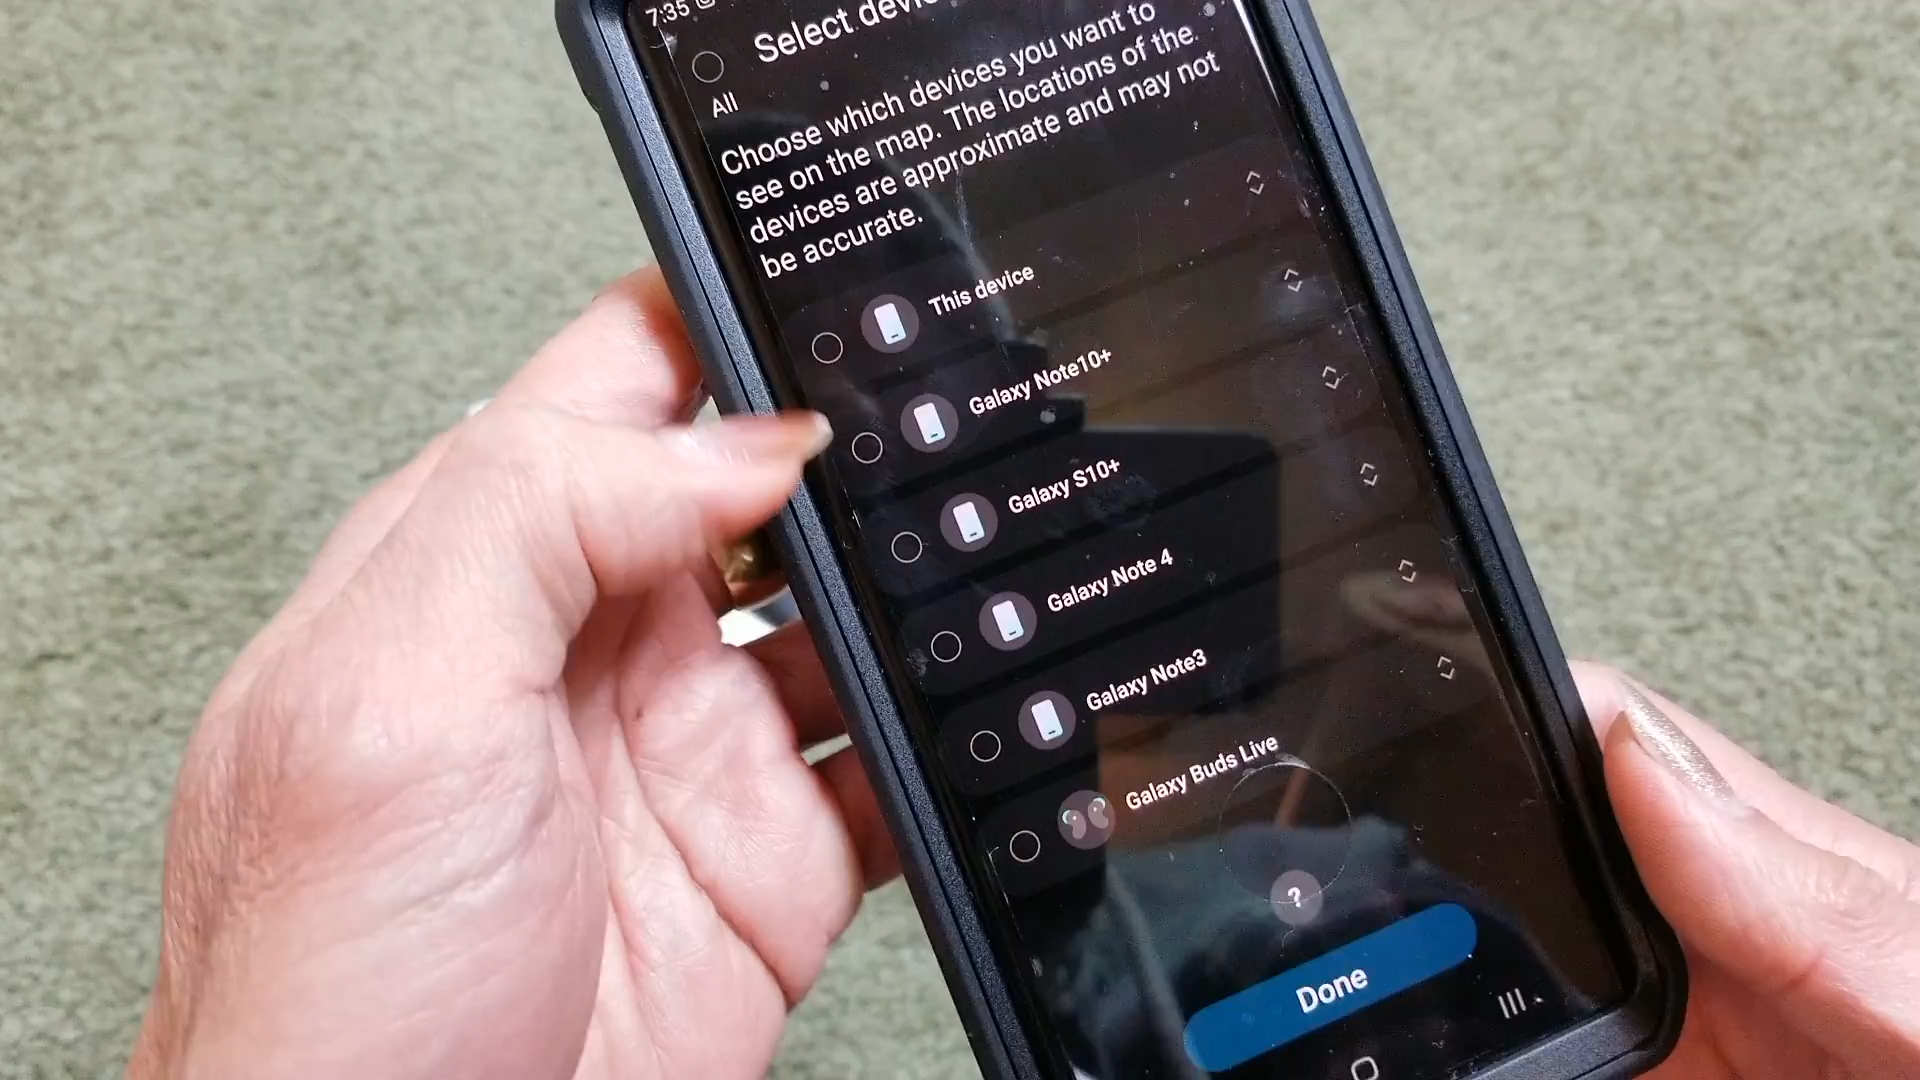 7:35
Select
All
Choose which devices you want to
see on the map. The locations of the
devices are approximate and may not
be accurate.
This device
Galaxy Note10+
Galaxy S10+
Galaxy Note 4
Galaxy Note3
Galaxy Buds Live
?
Done